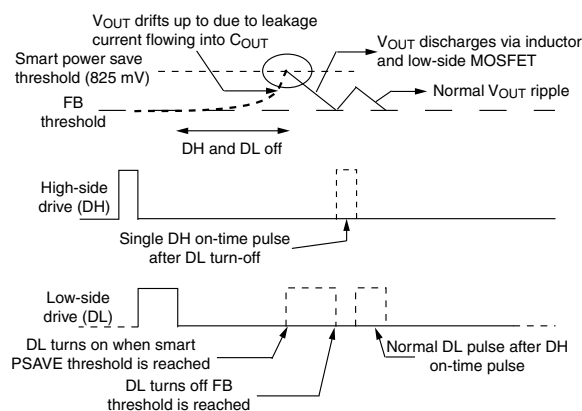 VOUT drifts up to due to leakage
current flowing into COUT
Smart power save
threshold (825 mV)
VOUT discharges via inductor
and low-side MOSFET
FB
threshold
Normal VOUT ripple
DH and DL off
High-side
drive (DH)
Single DH on-time pulse
after DL turn-off
Low-side
drive (DL)
DL turns on when smart
PSAVE threshold is reached
Normal DL pulse after DH
on-time pulse
DL turns off FB
threshold is reached